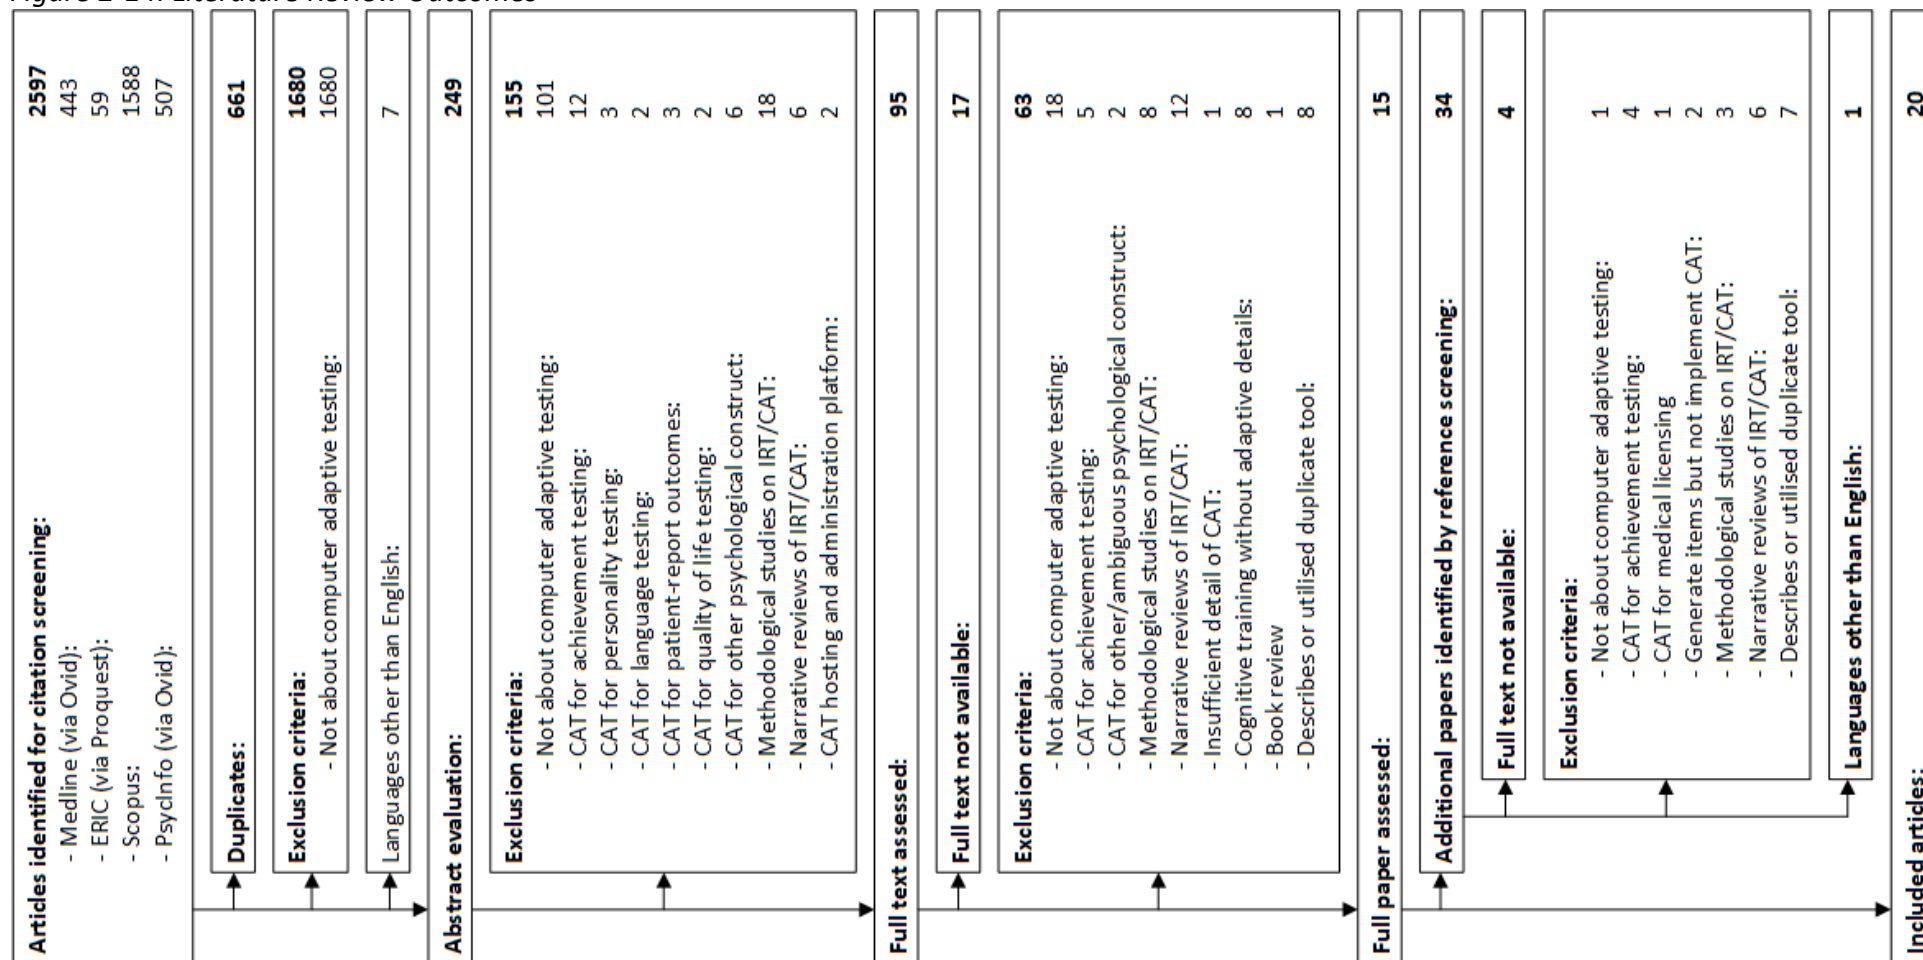 Figure 2-14: Literature Review Outcomes
Articles identified for citation screening: 2597
- Medline (via Ovid): 443
- ERIC (via Proquest): 59
- Scopus: 1588
- PsycInfo (via Ovid): 507
Duplicates: 661
Exclusion criteria: 1680
- Not about computer adaptive testing: 1680
Languages other than English: 7
Abstract evaluation: 249
Exclusion criteria: 155
- Not about computer adaptive testing: 101
- CAT for achievement testing: 12
- CAT for personality testing: 3
- CAT for language testing: 2
- CAT for patient-report outcomes: 3
- CAT for quality of life testing: 2
- CAT for other psychological construct: 6
- Methodological studies on IRT/CAT: 18
- Narrative reviews of IRT/CAT: 6
- CAT hosting and administration platform: 2
Full text assessed: 95
Full text not available: 17
Exclusion criteria: 63
- Not about computer adaptive testing: 18
- CAT for achievement testing: 5
- CAT for other/ambiguous psychological construct: 2
- Methodological studies on IRT/CAT: 8
- Narrative reviews of IRT/CAT: 12
- Insufficient detail of CAT: 1
- Cognitive training without adaptive details: 8
- Book review 1
- Describes or utilised duplicate tool: 8
Full paper assessed: 15
Additional papers identified by reference screening: 34
Full text not available: 4
Exclusion criteria:
- Not about computer adaptive testing: 1
- CAT for achievement testing: 4
- CAT for medical licensing 1
- Generate items but not implement CAT: 2
- Methodological studies on IRT/CAT: 3
- Narrative reviews of IRT/CAT: 6
- Describes or utilised duplicate tool: 7
Languages other than English: 1
Included articles: 20